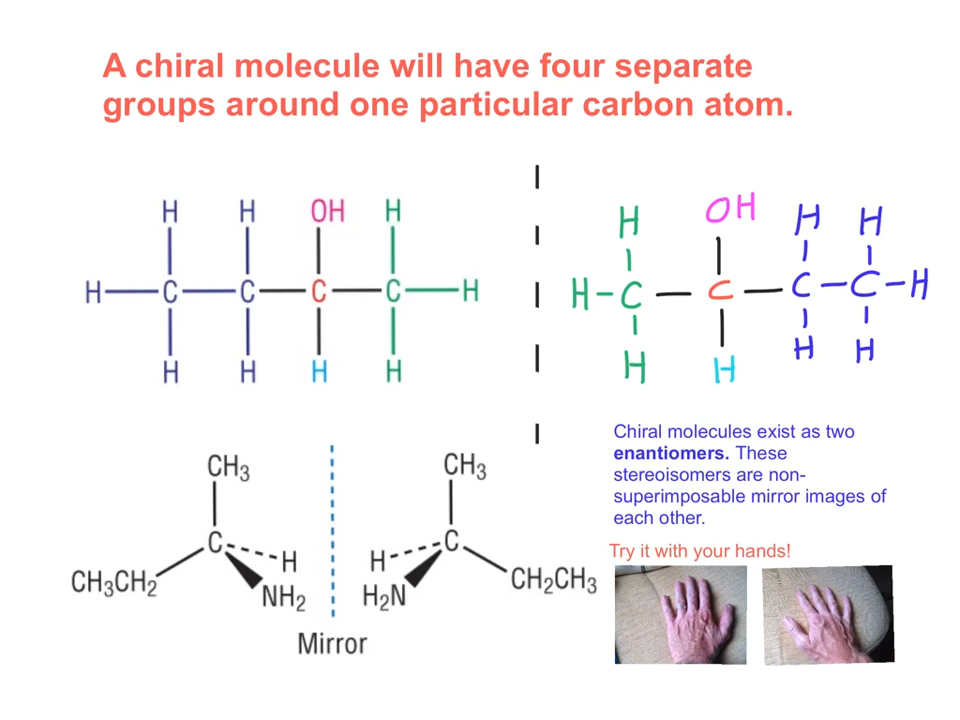 A chiral molecule will have four separate
groups around one particular carbon atom.
H H OH H
H C C C C H
H H H H
H OH H H
H C C C C H
H H H H
Chiral molecules exist as two
enantiomers. These
stereoisomers are non-
superimposable mirror images of
each other.
Try it with your hands!
CH₃ CH₃
C H H C
CH₃CH₂ NH₂ H₂N CH₂CH₃
Mirror